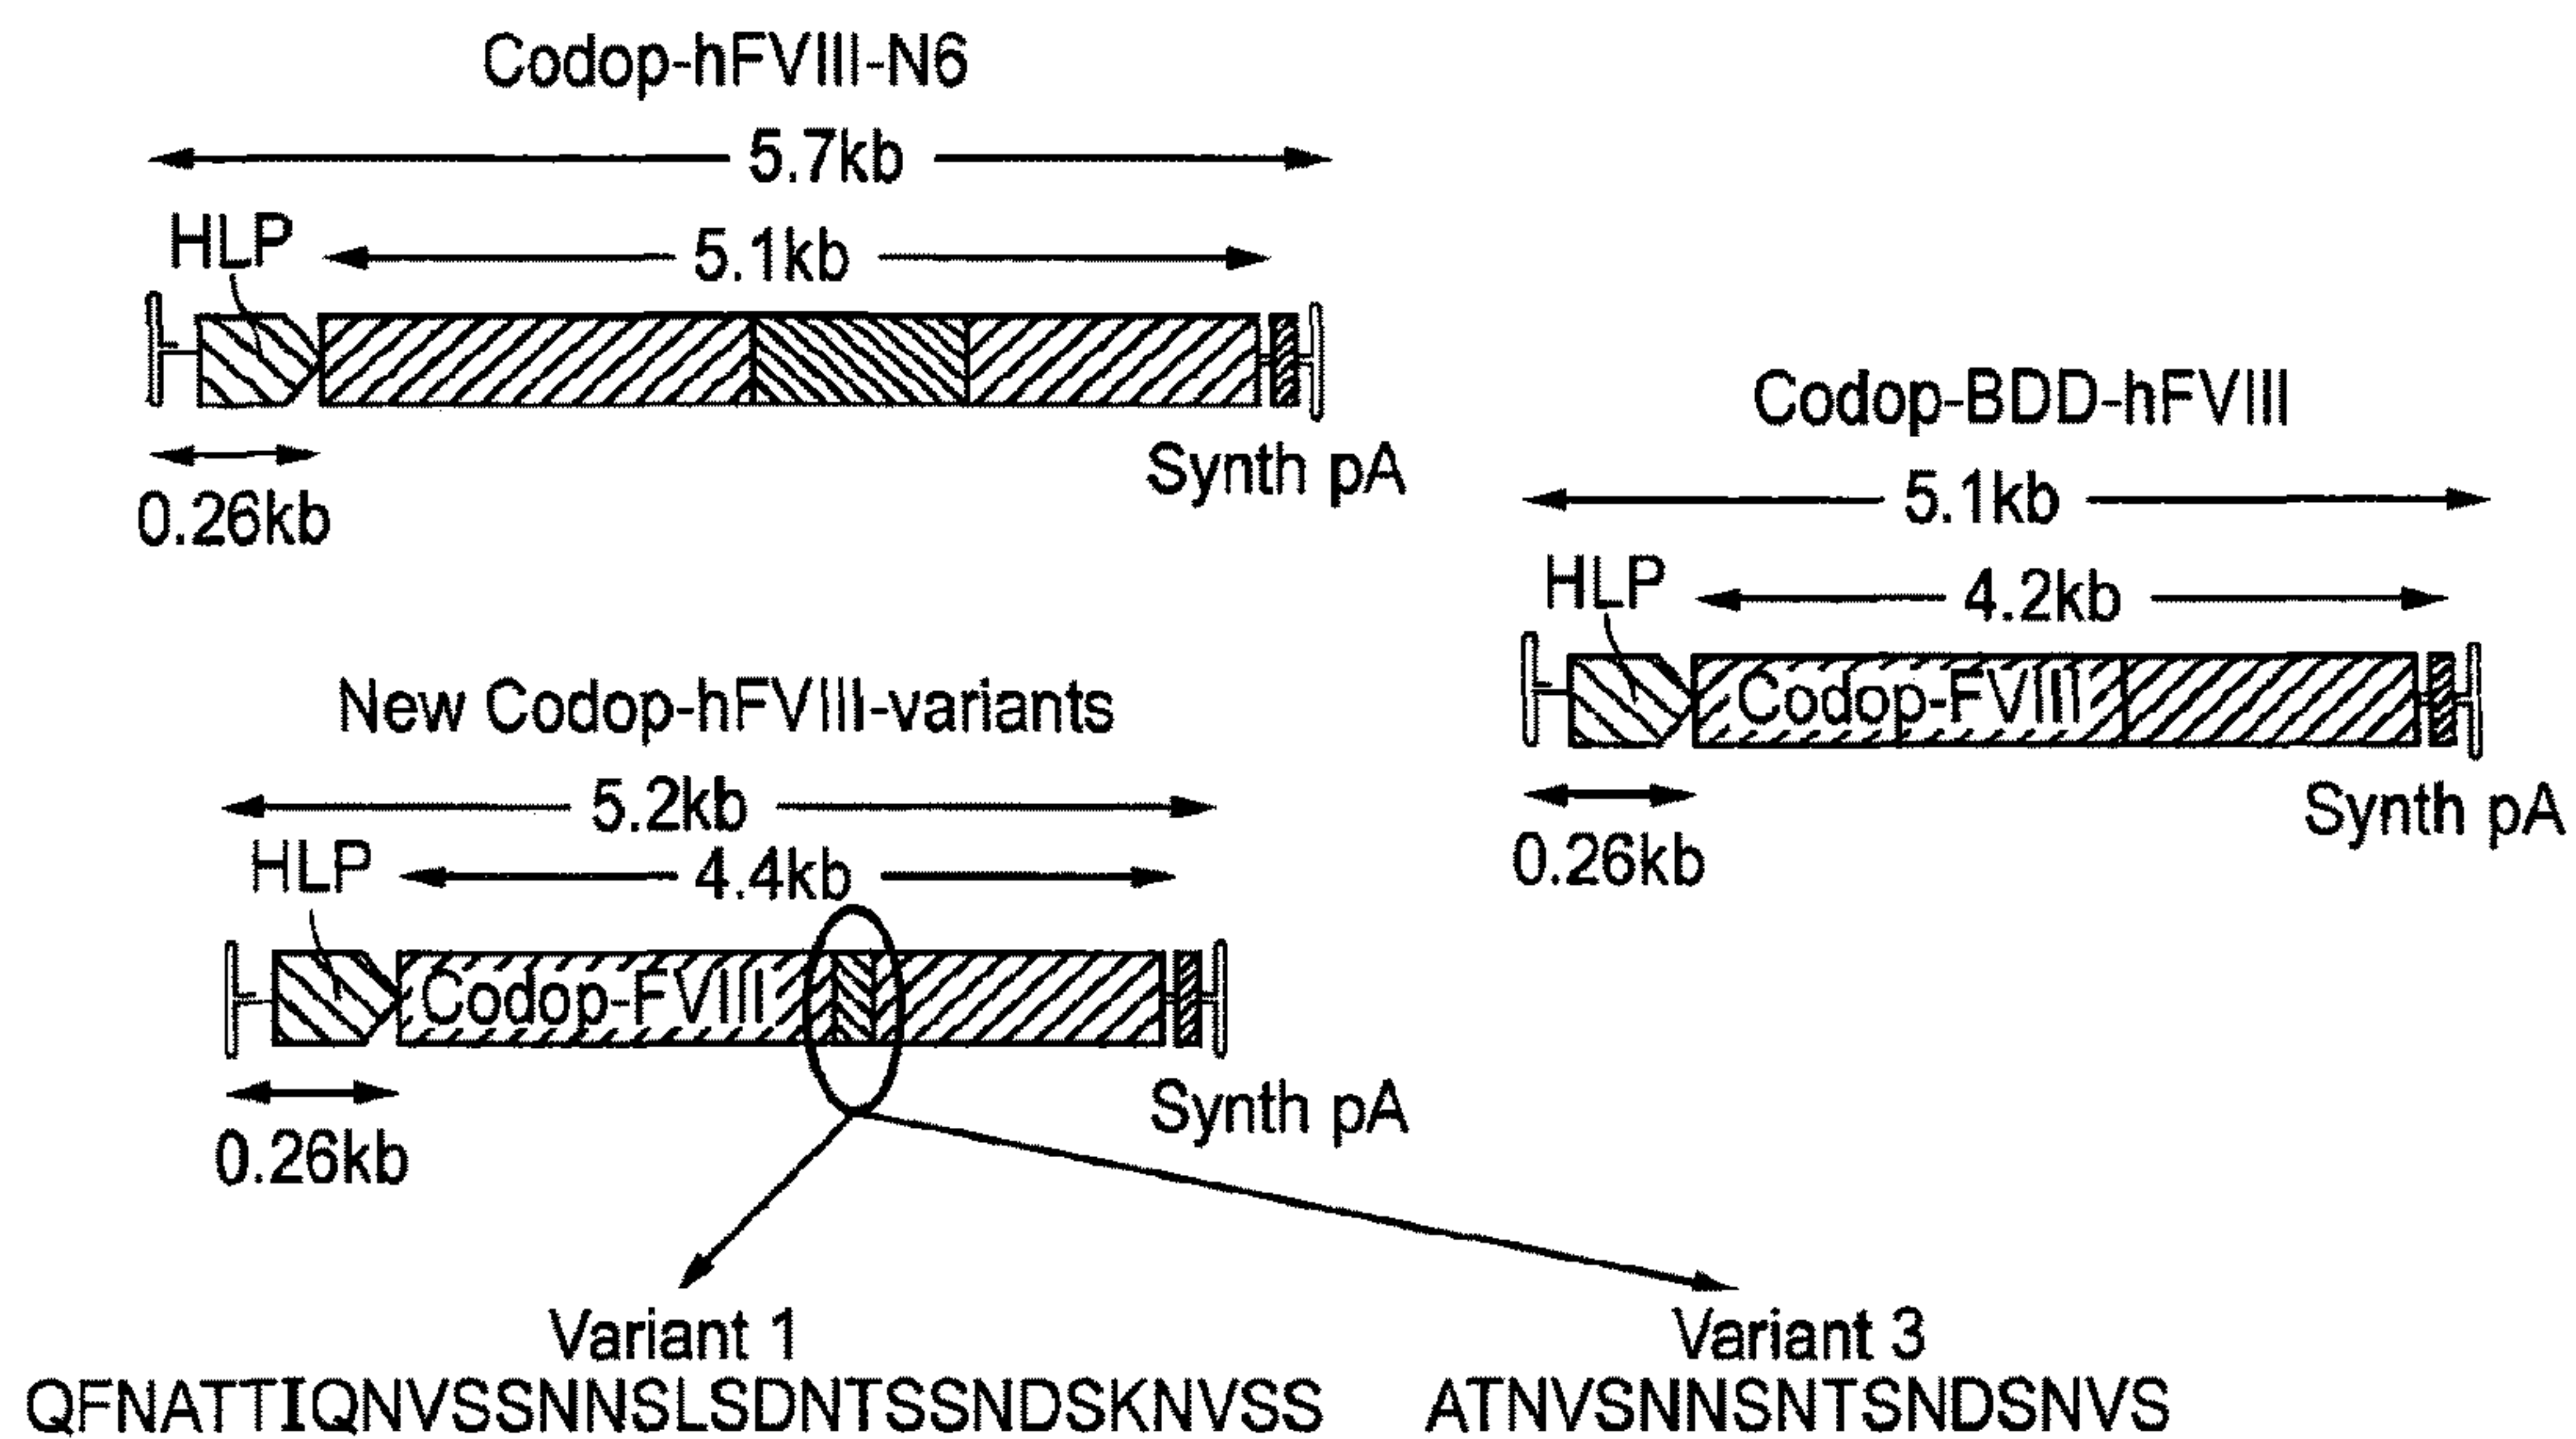 Codop-hFVIII-N6
5.7kb
HLP
5.1kb
Synth pA
0.26kb
Codop-BDD-hFVIII
5.1kb
HLP
4.2kb
Codop-FVIII
Synth pA
0.26kb
New Codop-hFVIII-variants
5.2kb
HLP
4.4kb
Codop-FVIII
Synth pA
0.26kb
Variant 1
QFNATTIQNVSSNNSLSDNTSSNDSKNVSS
Variant 3
ATNVSNNSNTSNDSNVS